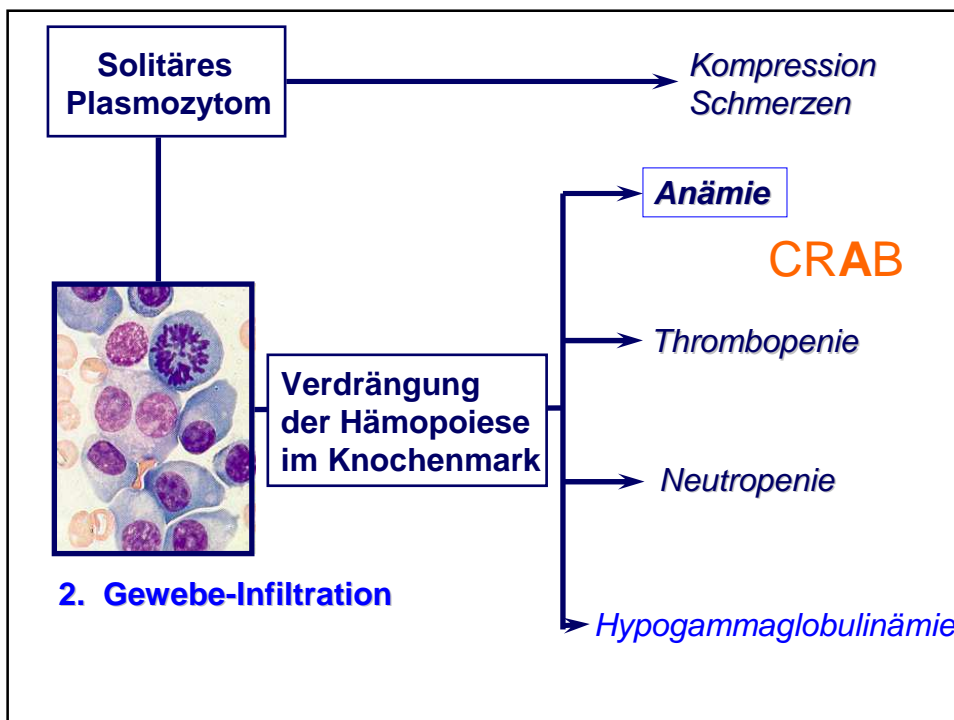 Solitäres
Plasmozytom
Kompression
Schmerzen
Anämie
CRAB
Thrombopenie
Verdrängung
der Hämopoiese
im Knochenmark
Neutropenie
2. Gewebe-Infiltration
Hypogammaglobulinämie